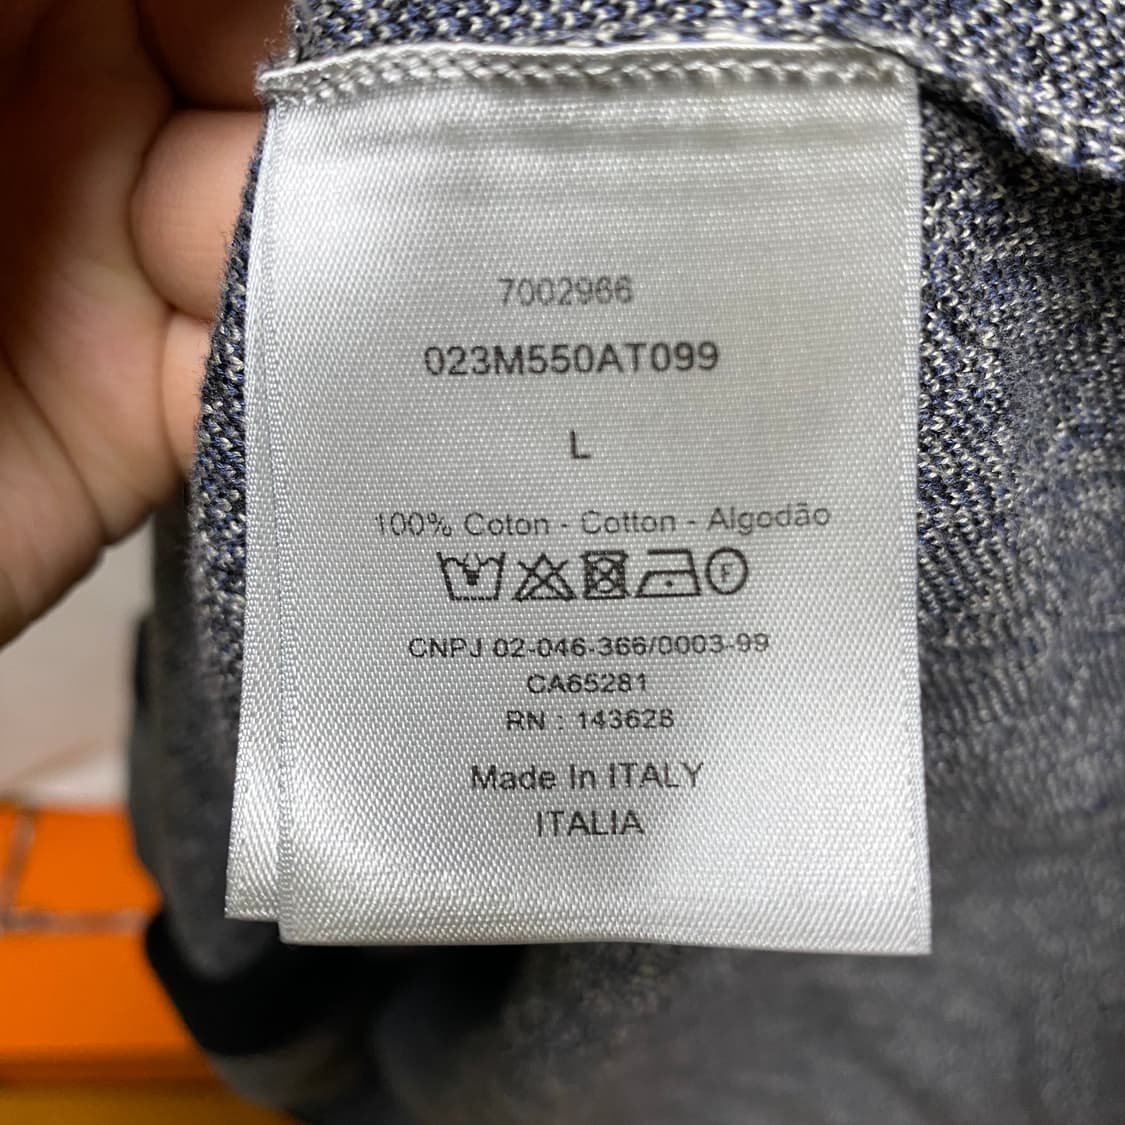 7002966
023M550AT099
L
100% Coton - Cotton - Algodão
F
CNPJ 02-046-366/0003-99
CA65281
RN : 143628
Made In ITALY
ITALIA